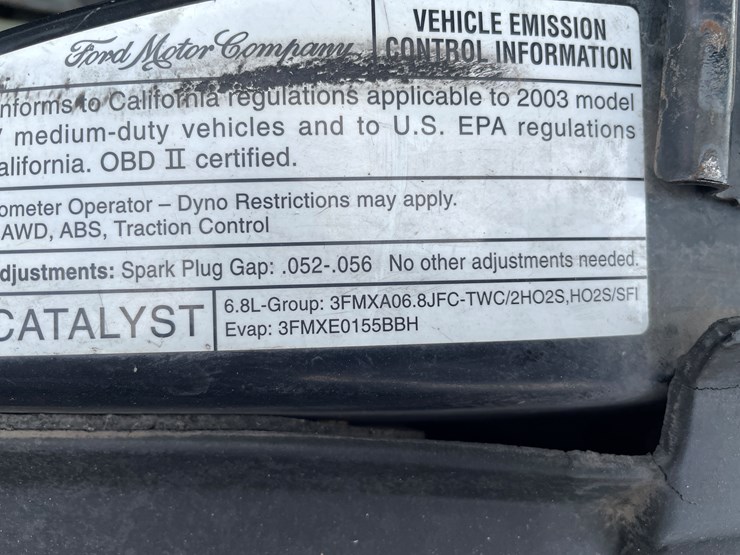 Ford Motor Company
VEHICLE EMISSION
CONTROL INFORMATION
nforms to California regulations applicable to 2003 model
medium-duty vehicles and to U.S. EPA regulations
alifornia. OBD II certified.
ometer Operator – Dyno Restrictions may apply.
AWD, ABS, Traction Control
djustments: Spark Plug Gap: .052-.056 No other adjustments needed.
CATALYST
6.8L-Group: 3FMXA06.8JFC-TWC/2HO2S,HO2S/SFI
Evap: 3FMXE0155BBH